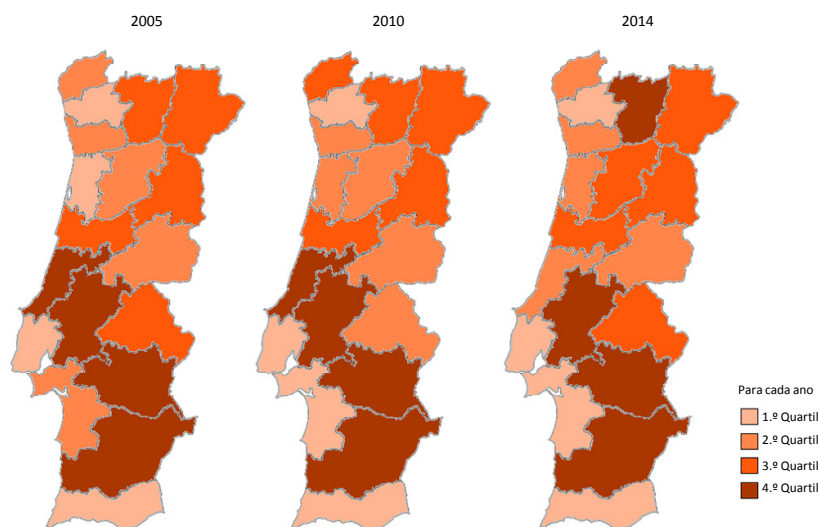 2005 2010 2014
Para cada ano
1.º Quartil
2.º Quartil
3.º Quartil
4.º Quartil